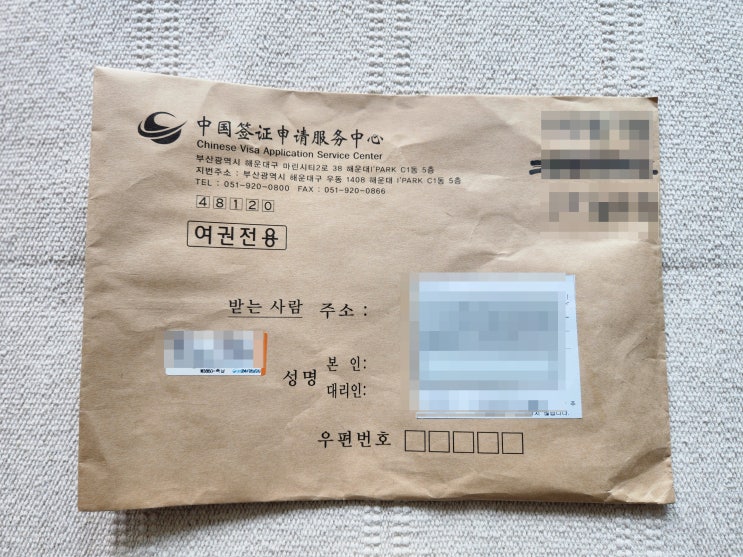 中国签证申请服务中心
Chinese Visa Application Service Center
부산광역시 해운대구 마린시티2로 38 해운대I'PARK C1동 5층
지번주소 : 부산광역시 해운대구 우동 1408 해운대 I'PARK C1동 5층
TEL : 051-920-0800 FAX : 051-920-0866
48120
여권전용
받는 사람 주소 :
성명 본 인:
대리인:
우편번호